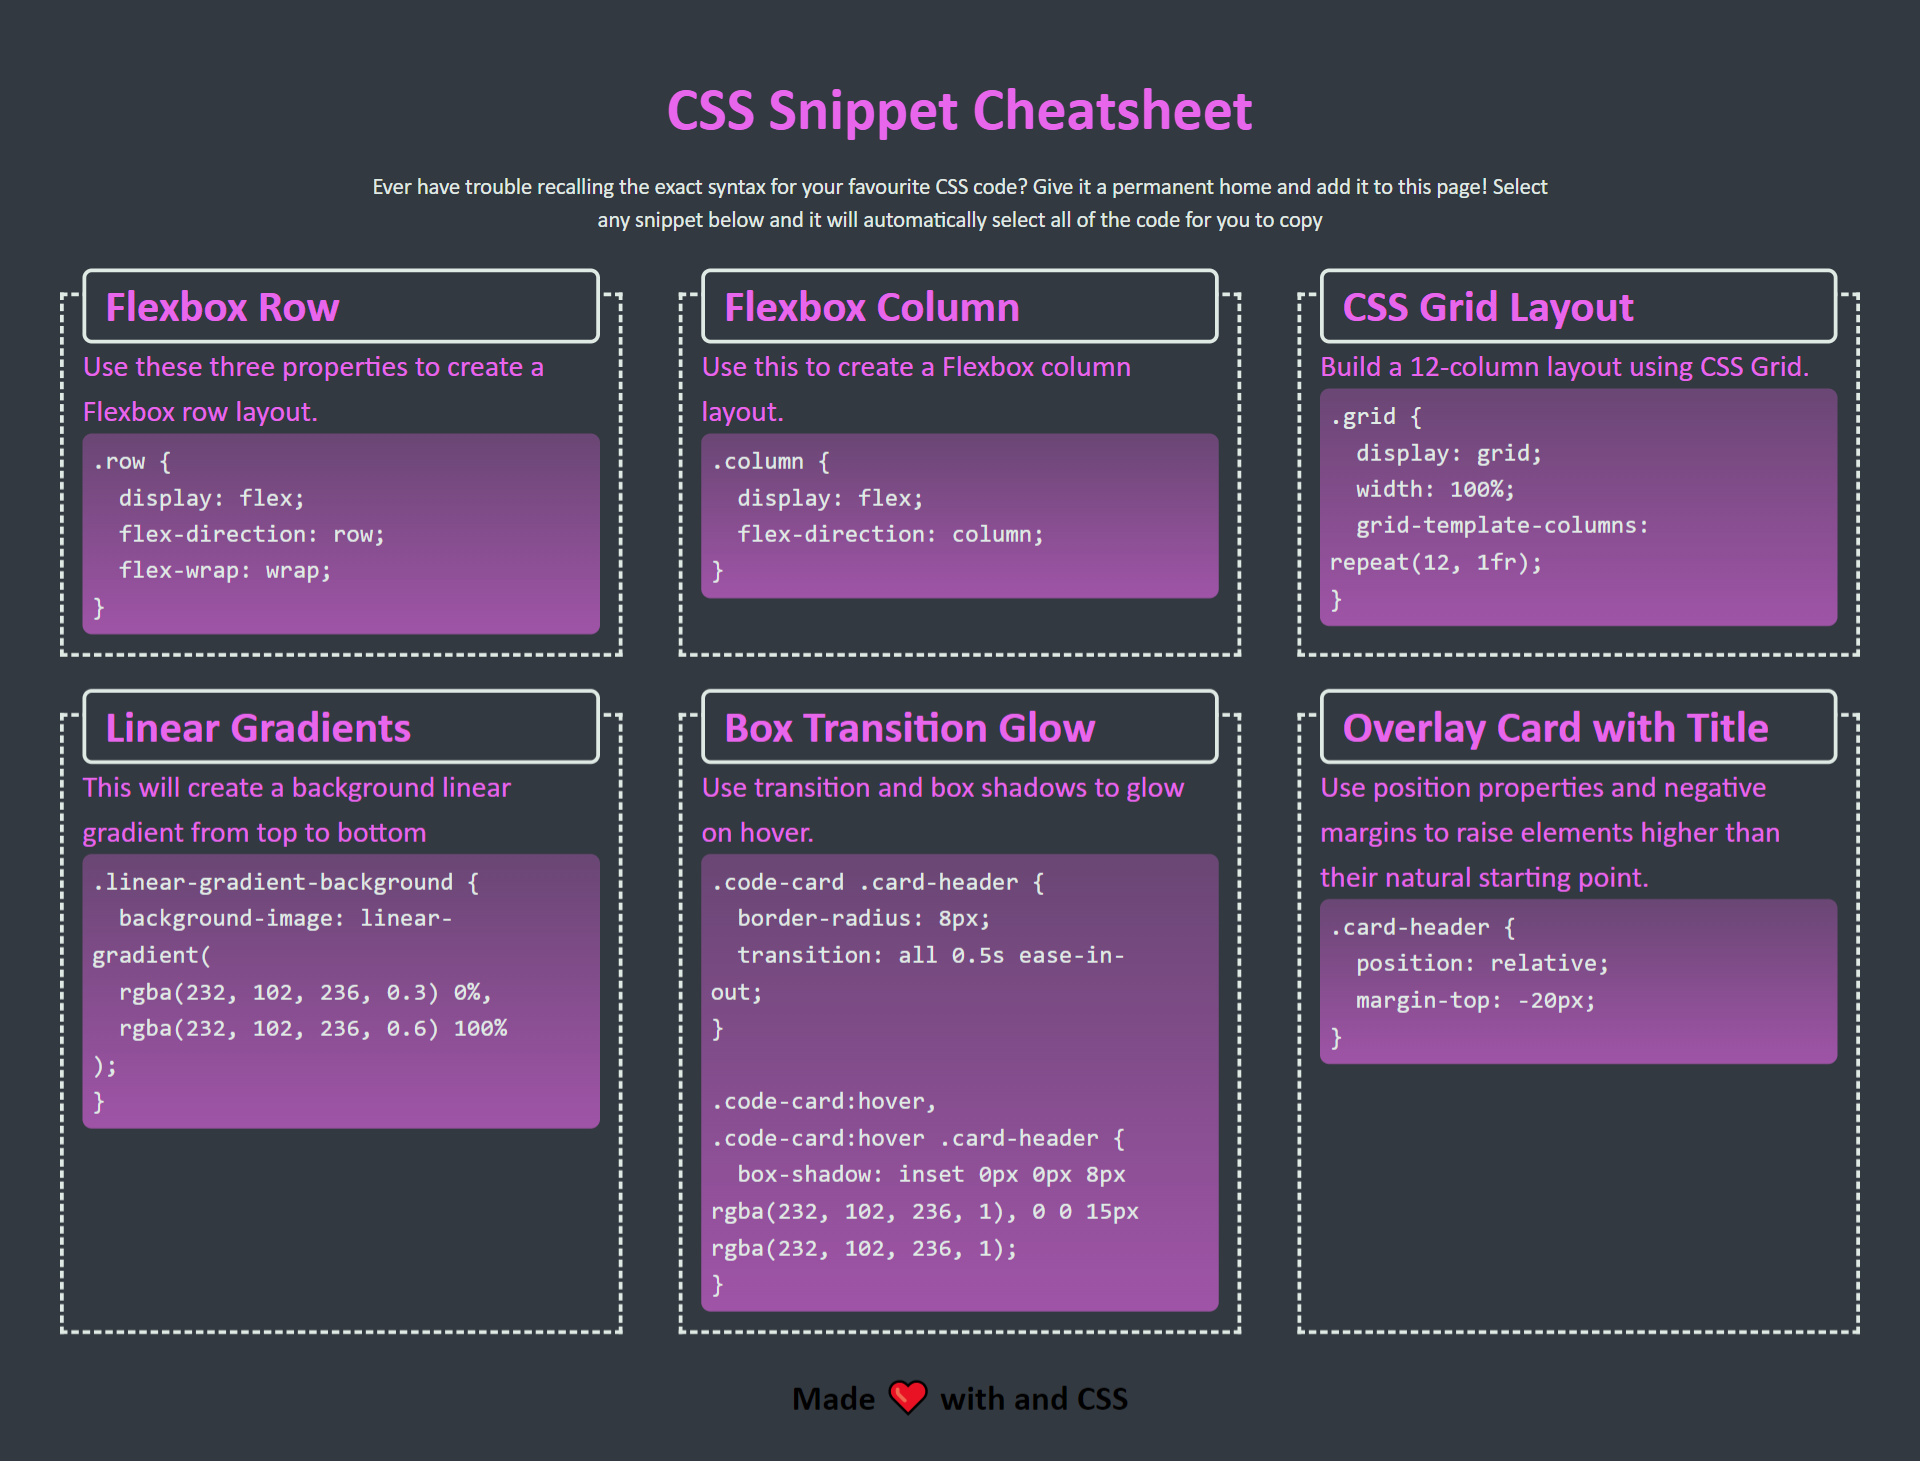 CSS Snippet Cheatsheet
Ever have trouble recalling the exact syntax for your favourite CSS code? Give it a permanent home and add it to this page! Select
any snippet below and it will automatically select all of the code for you to copy
Flexbox Row
Use these three properties to create a
Flexbox row layout.
.row {
  display: flex;
  flex-direction: row;
  flex-wrap: wrap;
}
Flexbox Column
Use this to create a Flexbox column
layout.
.column {
  display: flex;
  flex-direction: column;
}
CSS Grid Layout
Build a 12-column layout using CSS Grid.
.grid {
  display: grid;
  width: 100%;
  grid-template-columns:
repeat(12, 1fr);
}
Linear Gradients
This will create a background linear
gradient from top to bottom
.linear-gradient-background {
  background-image: linear-
gradient(
  rgba(232, 102, 236, 0.3) 0%,
  rgba(232, 102, 236, 0.6) 100%
);
}
Box Transition Glow
Use transition and box shadows to glow
on hover.
.code-card .card-header {
  border-radius: 8px;
  transition: all 0.5s ease-in-
out;
}
.code-card:hover,
.code-card:hover .card-header {
  box-shadow: inset 0px 0px 8px
rgba(232, 102, 236, 1), 0 0 15px
rgba(232, 102, 236, 1);
}
Overlay Card with Title
Use position properties and negative
margins to raise elements higher than
their natural starting point.
.card-header {
  position: relative;
  margin-top: -20px;
}
Made ❤️ with and CSS